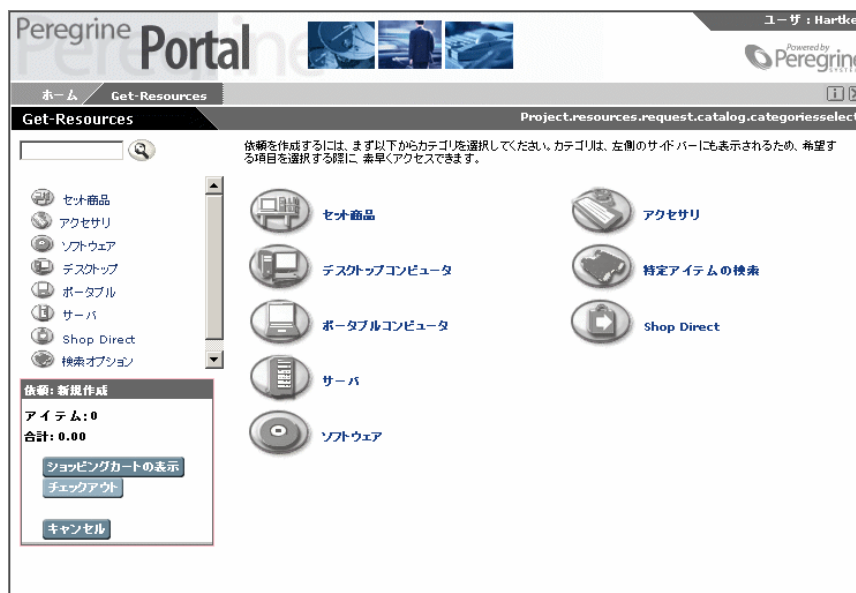 Peregrine Portal
ユーザ : Hartke
Powered by
Peregrine
SYSTEMS
ホーム
Get-Resources
Get-Resources
Project.resources.request.catalog.categoriesselect
依頼を作成するには、まず以下からカテゴリを選択してください。カテゴリは、左側のサイドバーにも表示されるため、希望す
る項目を選択する際に、素早くアクセスできます。
セット商品
アクセサリ
ソフトウェア
デスクトップ
ポータブル
サーバ
Shop Direct
検索オプション
依頼: 新規作成
アイテム:0
合計: 0.00
ショッピングカートの表示
チェックアウト
キャンセル
セット商品
アクセサリ
デスクトップコンピュータ
特定アイテムの検索
ポータブルコンピュータ
Shop Direct
サーバ
ソフトウェア